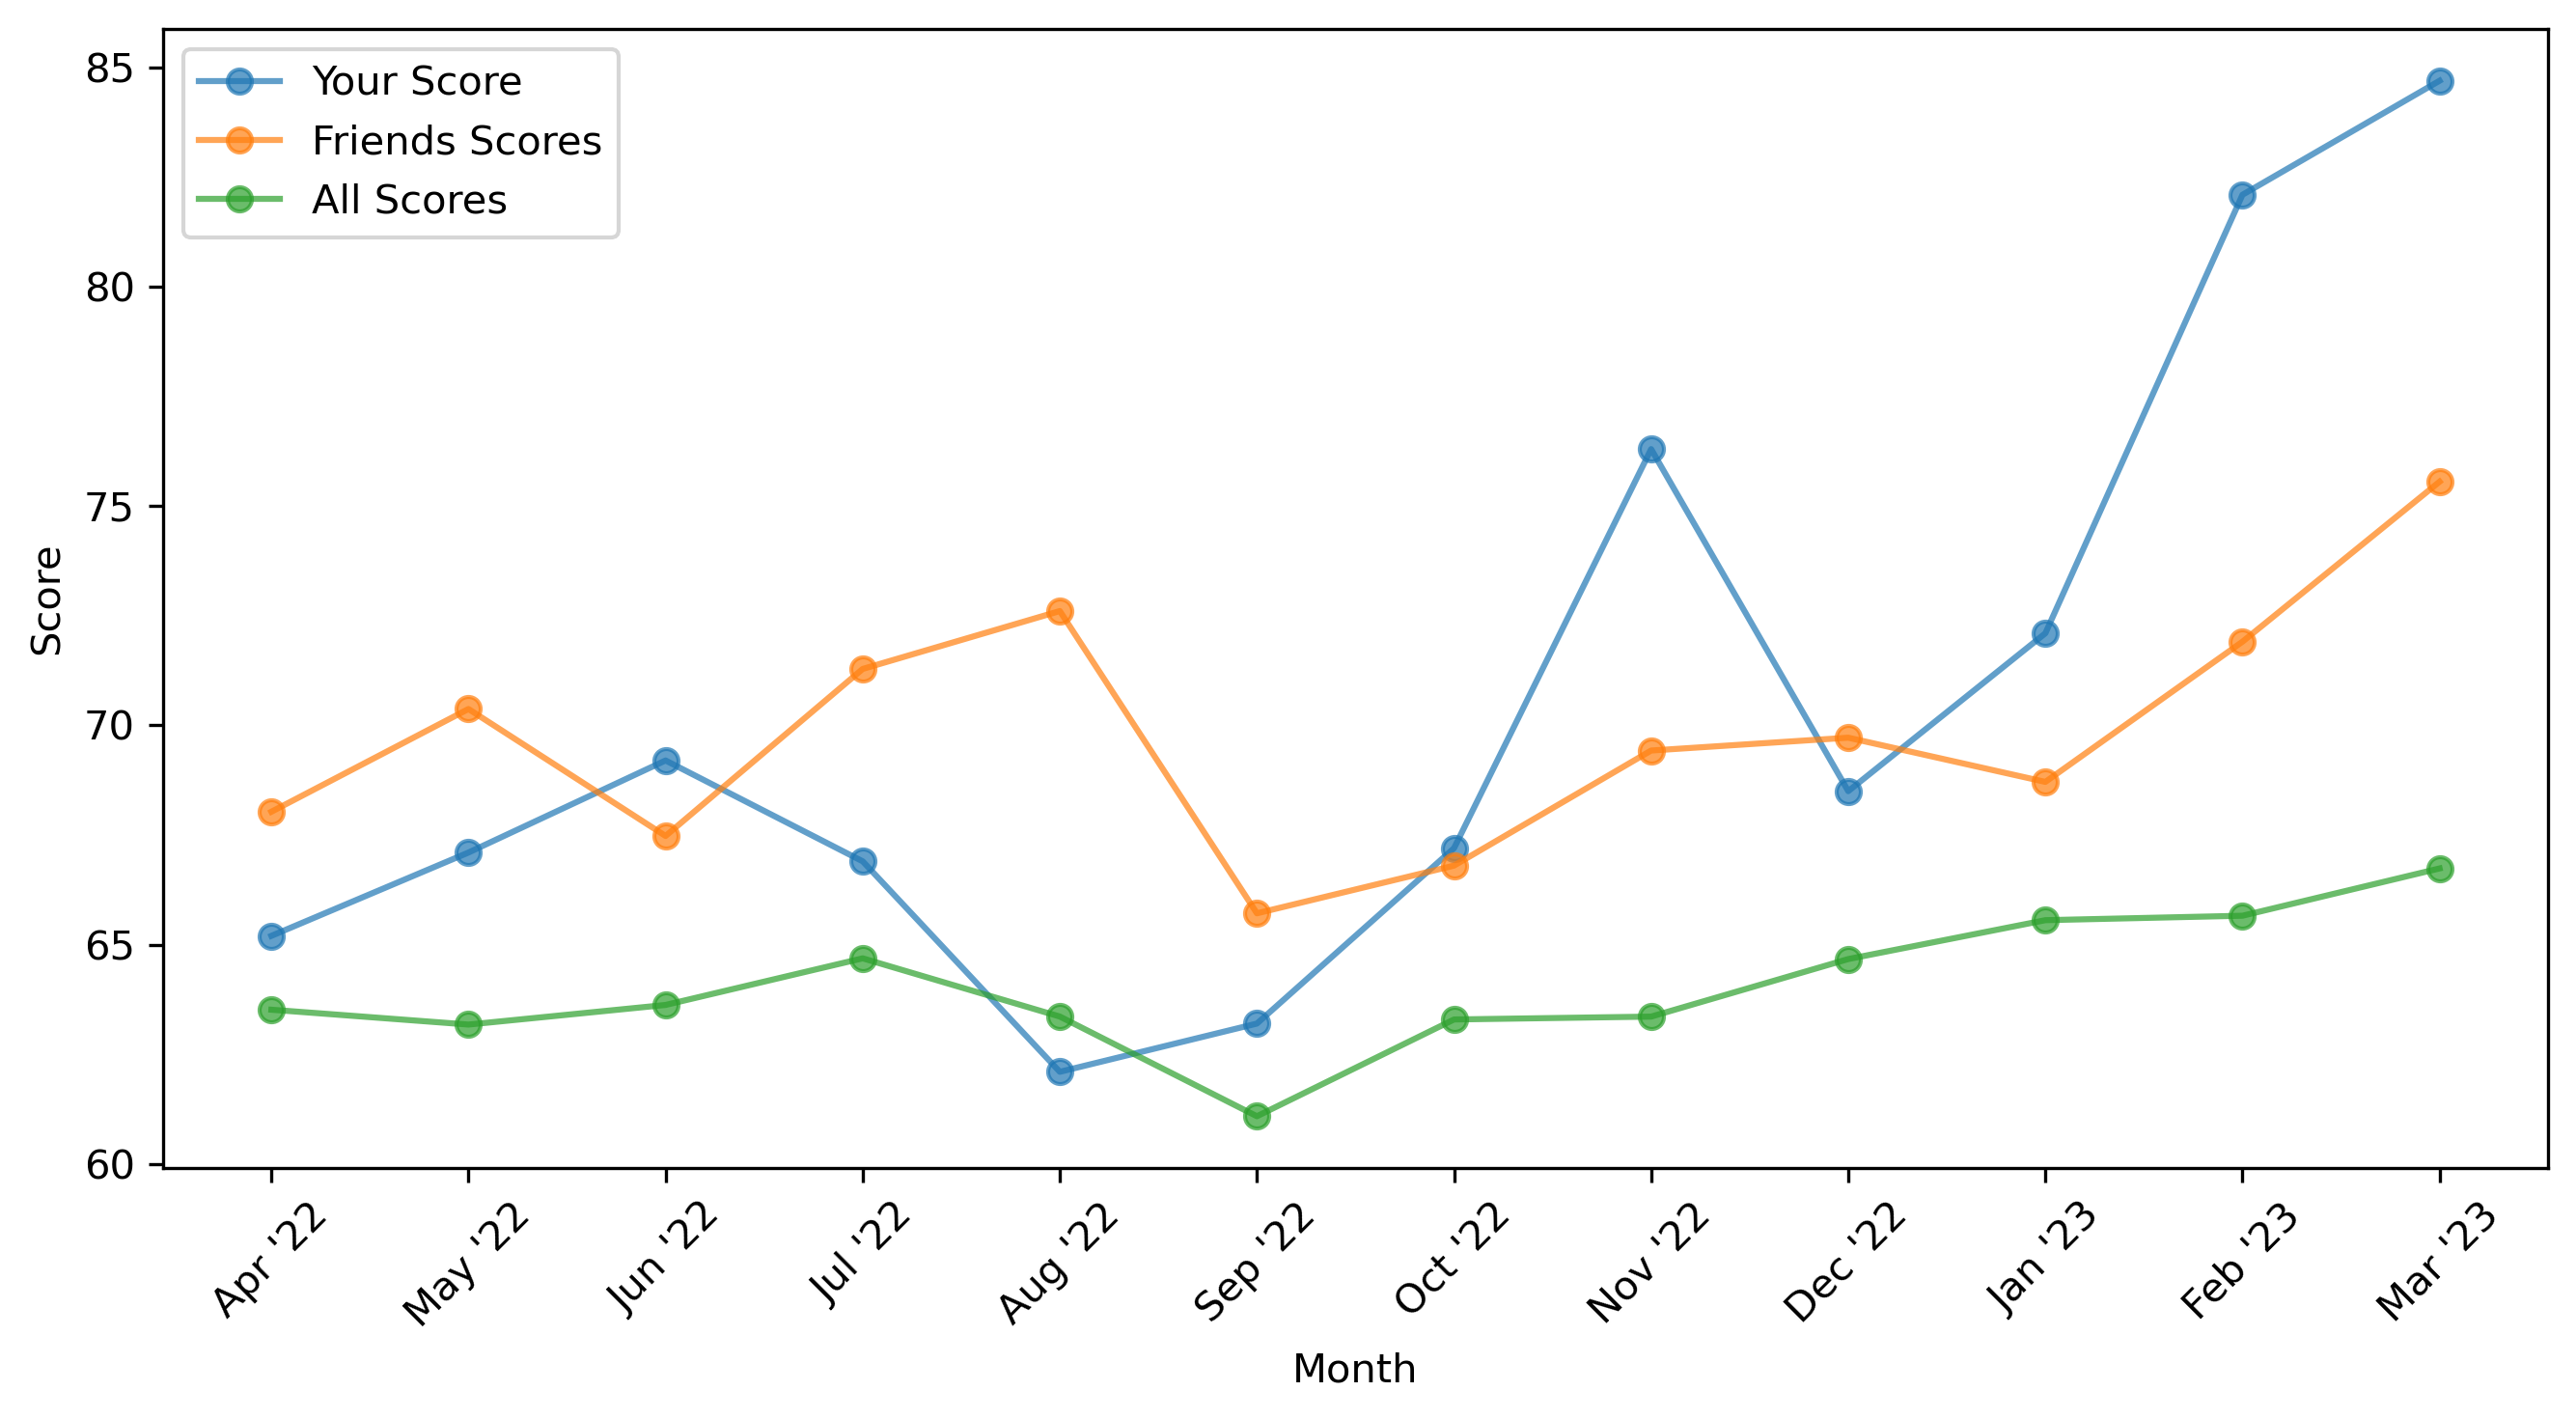 Your Score
Friends Scores
All Scores
85
80
75
70
65
60
Score
Apr '22
May '22
Jun '22
Jul '22
Aug '22
Sep '22
Oct '22
Nov '22
Dec '22
Jan '23
Feb '23
Mar '23
Month